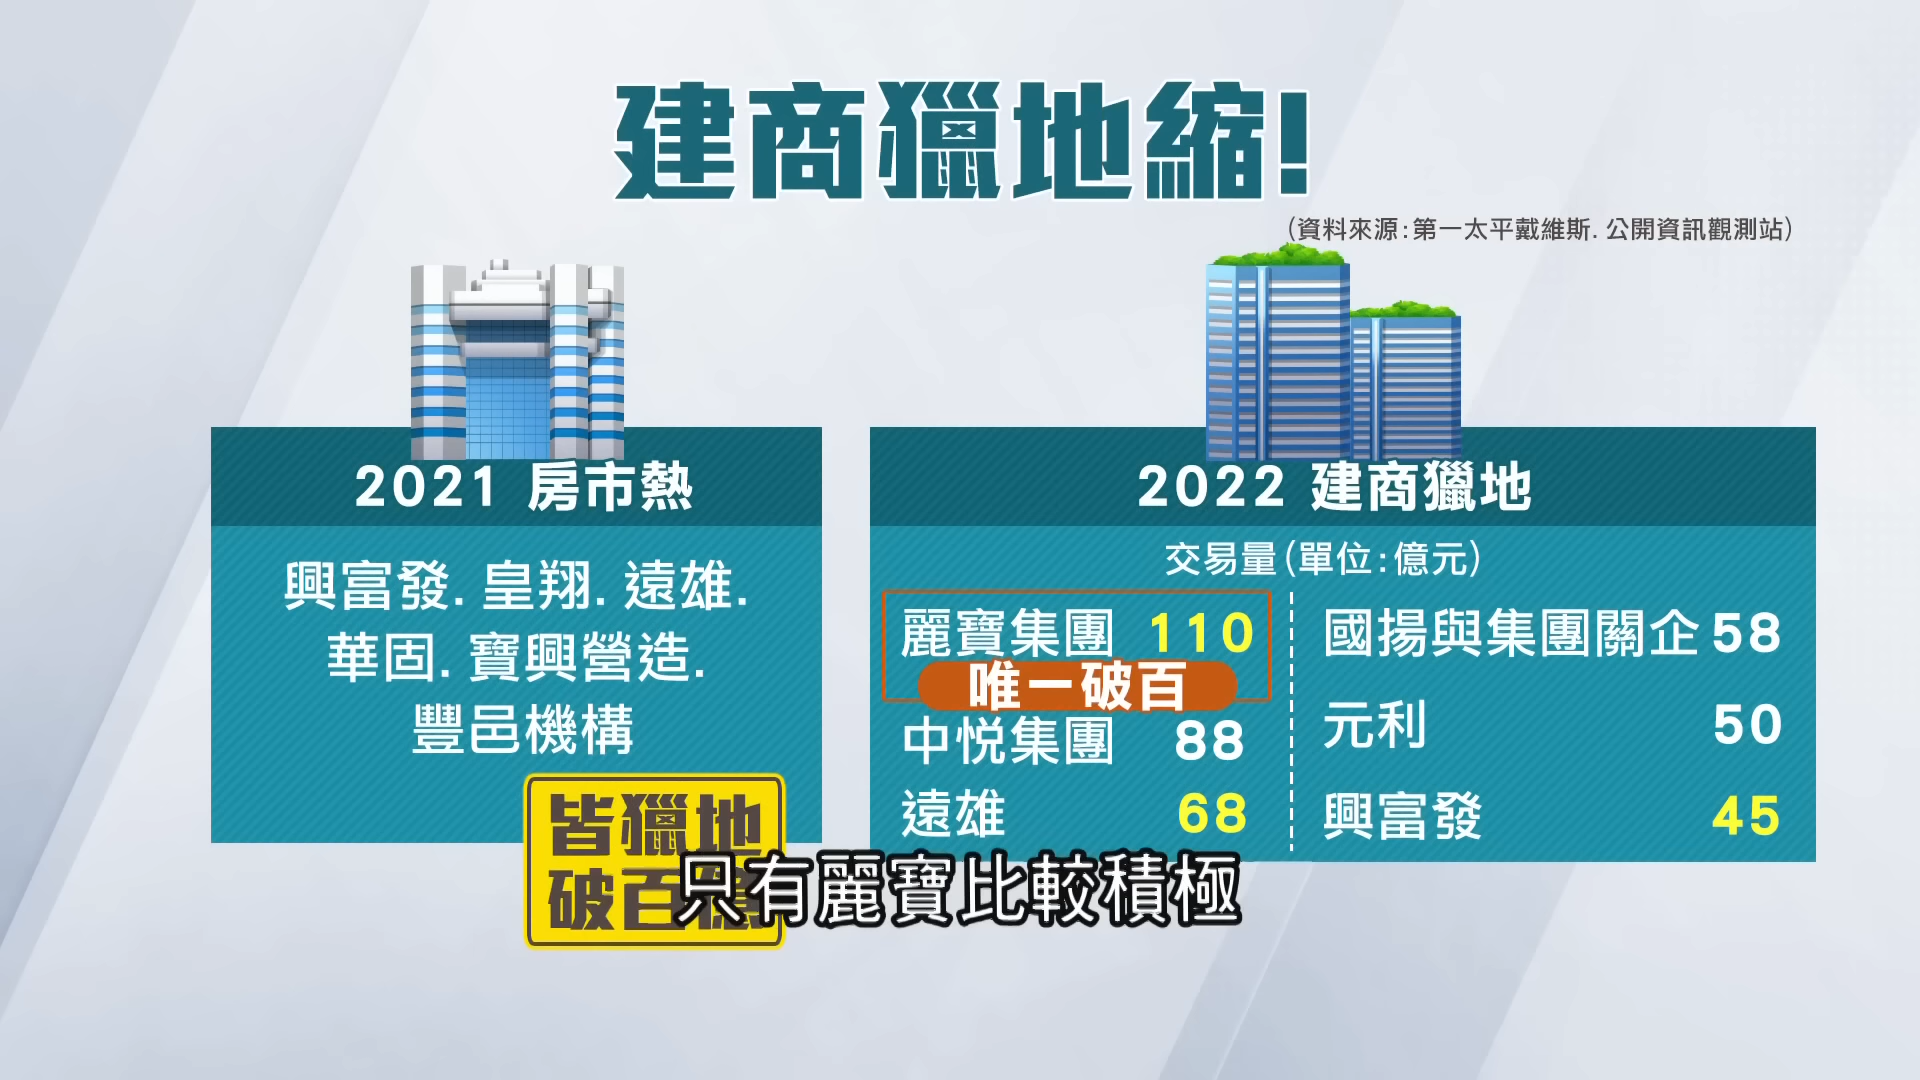 建商獵地縮!
(資料來源:第一太平戴維斯.公開資訊觀測站)
2021 房市熱
興富發.皇翔.遠雄.
華固.寶興營造.
豐邑機構
皆獵地
破百億
2022 建商獵地
交易量(單位:億元)
麗寶集團 110
唯一破百
中悦集團 88
遠雄 68
國揚與集團關企 58
元利 50
興富發 45
只有麗寶比較積極